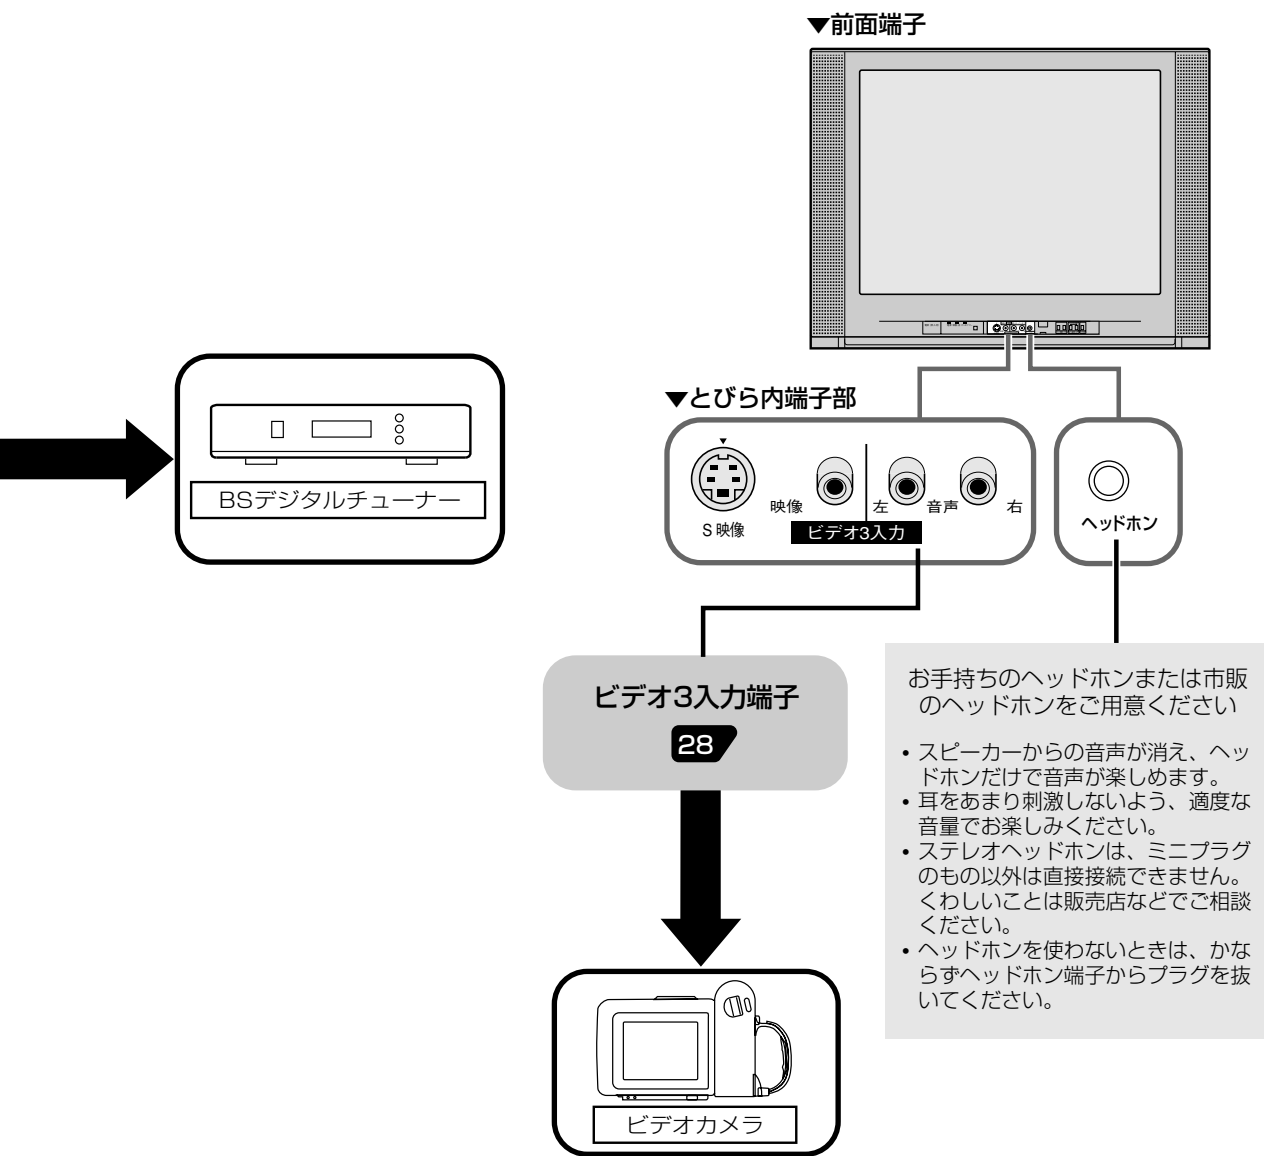 ▼前面端子
▼とびら内端子部
BSデジタルチューナー
S 映像
映像
左
音声
右
ビデオ3入力
ヘッドホン
ビデオ3入力端子
28
お手持ちのヘッドホンまたは市販
のヘッドホンをご用意ください
• スピーカーからの音声が消え、ヘッ
ドホンだけで音声が楽しめます。
• 耳をあまり刺激しないよう、適度な
音量でお楽しみください。
• ステレオヘッドホンは、ミニプラグ
のもの以外は直接接続できません。
くわしいことは販売店などでご相談
ください。
• ヘッドホンを使わないときは、かな
らずヘッドホン端子からプラグを抜
いてください。
ビデオカメラ